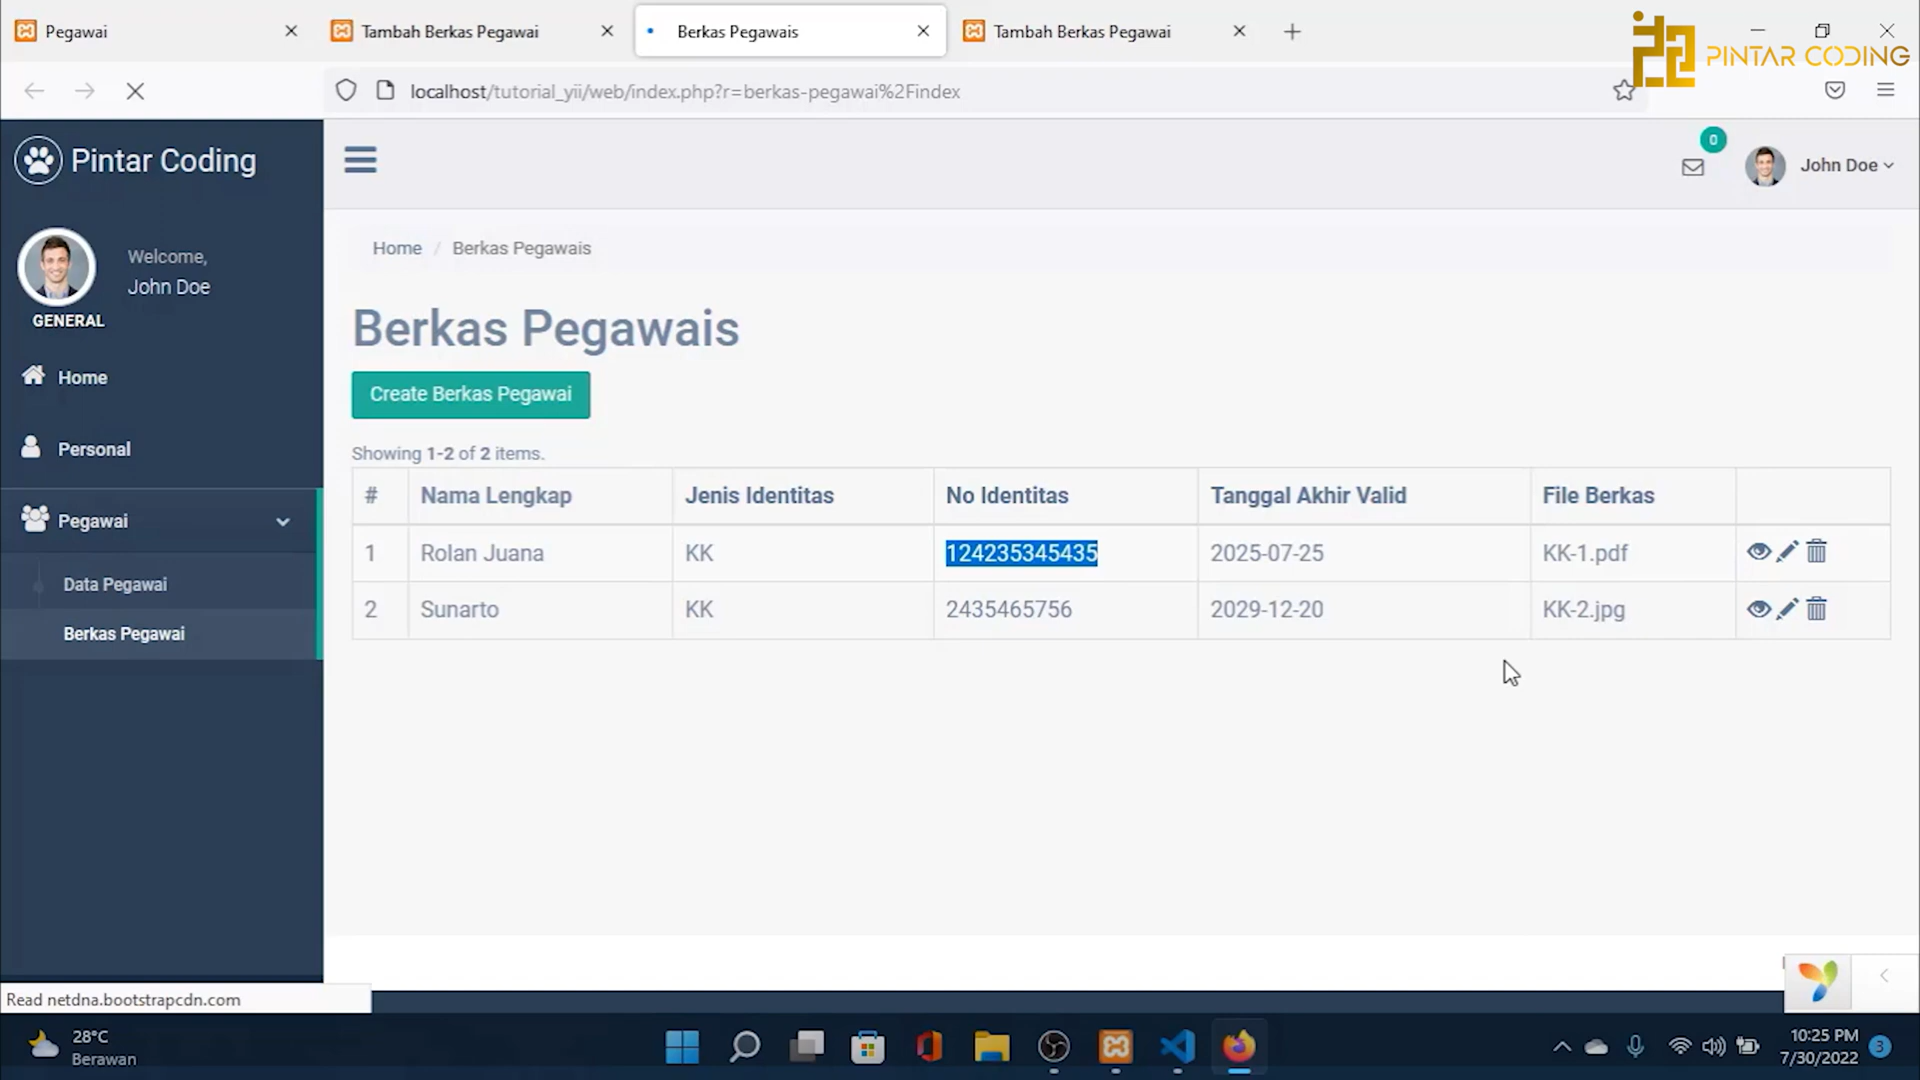 Pegawai
Tambah Berkas Pegawai
Berkas Pegawais
Tambah Berkas Pegawai
PINTAR CODING
localhost/tutorial_yii/web/index.php?r=berkas-pegawai%2Findex
Pintar Coding
0
John Doe
Welcome,
John Doe
GENERAL
Home
Personal
Pegawai
Data Pegawai
Berkas Pegawai
Home / Berkas Pegawais
Berkas Pegawais
Create Berkas Pegawai
Showing 1-2 of 2 items.
# Nama Lengkap Jenis Identitas No Identitas Tanggal Akhir Valid File Berkas
1 Rolan Juana KK 124235345435 2025-07-25 KK-1.pdf
2 Sunarto KK 2435465756 2029-12-20 KK-2.jpg
Read netdna.bootstrapcdn.com
28°C
Berawan
10:25 PM
7/30/2022
3